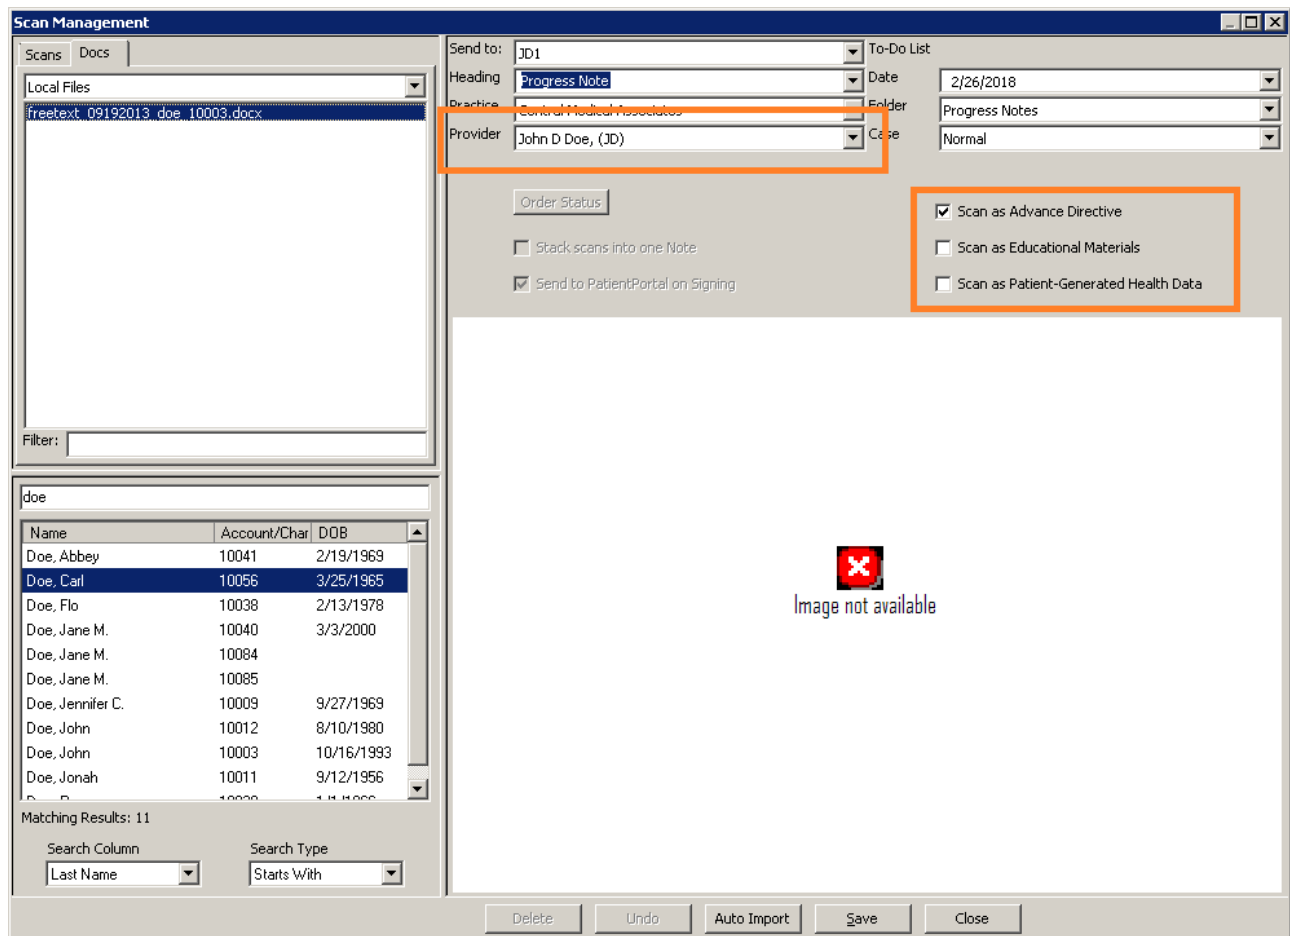 Scan Management
Scans Docs
Local Files
freetext_09192013_doe_10003.docx
Filter:
doe
Name Account/Char DOB
Doe, Abbey 10041 2/19/1969
Doe, Carl 10056 3/25/1965
Doe, Flo 10038 2/13/1978
Doe, Jane M. 10040 3/3/2000
Doe, Jane M. 10084
Doe, Jane M. 10085
Doe, Jennifer C. 10009 9/27/1969
Doe, John 10012 8/10/1980
Doe, John 10003 10/16/1993
Doe, Jonah 10011 9/12/1956
Matching Results: 11
Search Column Search Type
Last Name Starts With
Send to: JD1 To-Do List
Heading Progress Note Date 2/26/2018
Practice Central Medical Associates Folder Progress Notes
Provider John D Doe, (JD) Case Normal
Order Status
Scan as Advance Directive
Stack scans into one Note Scan as Educational Materials
Send to PatientPortal on Signing Scan as Patient-Generated Health Data
Image not available
Delete Undo Auto Import Save Close